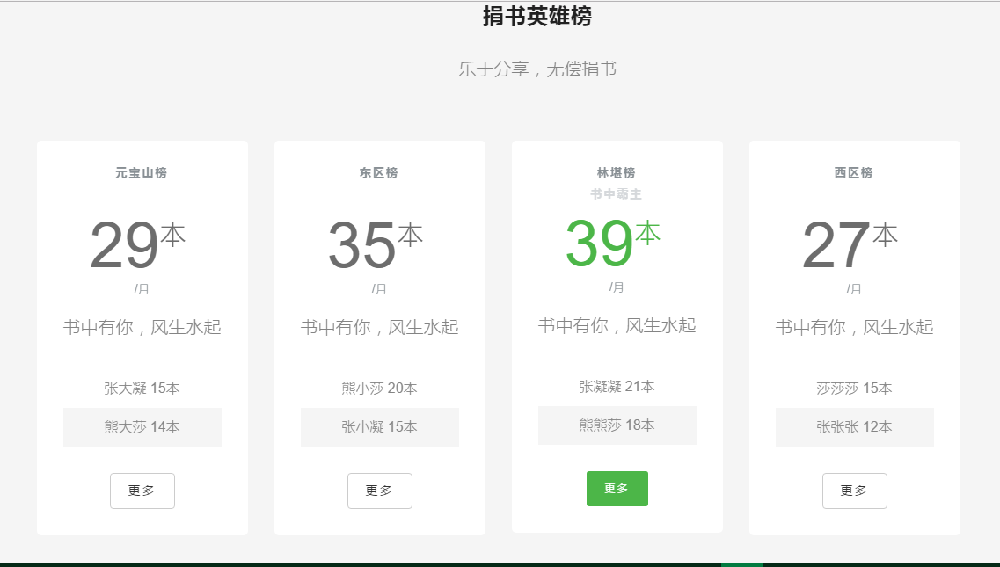 捐书英雄榜
乐于分享，无偿捐书
元宝山榜
29本
/月
书中有你，风生水起
张大凝 15本
熊大莎 14本
更多
东区榜
35本
/月
书中有你，风生水起
熊小莎 20本
张小凝 15本
更多
林堪榜
书中霸主
39本
/月
书中有你，风生水起
张凝凝 21本
熊熊莎 18本
更多
西区榜
27本
/月
书中有你，风生水起
莎莎莎 15本
张张张 12本
更多